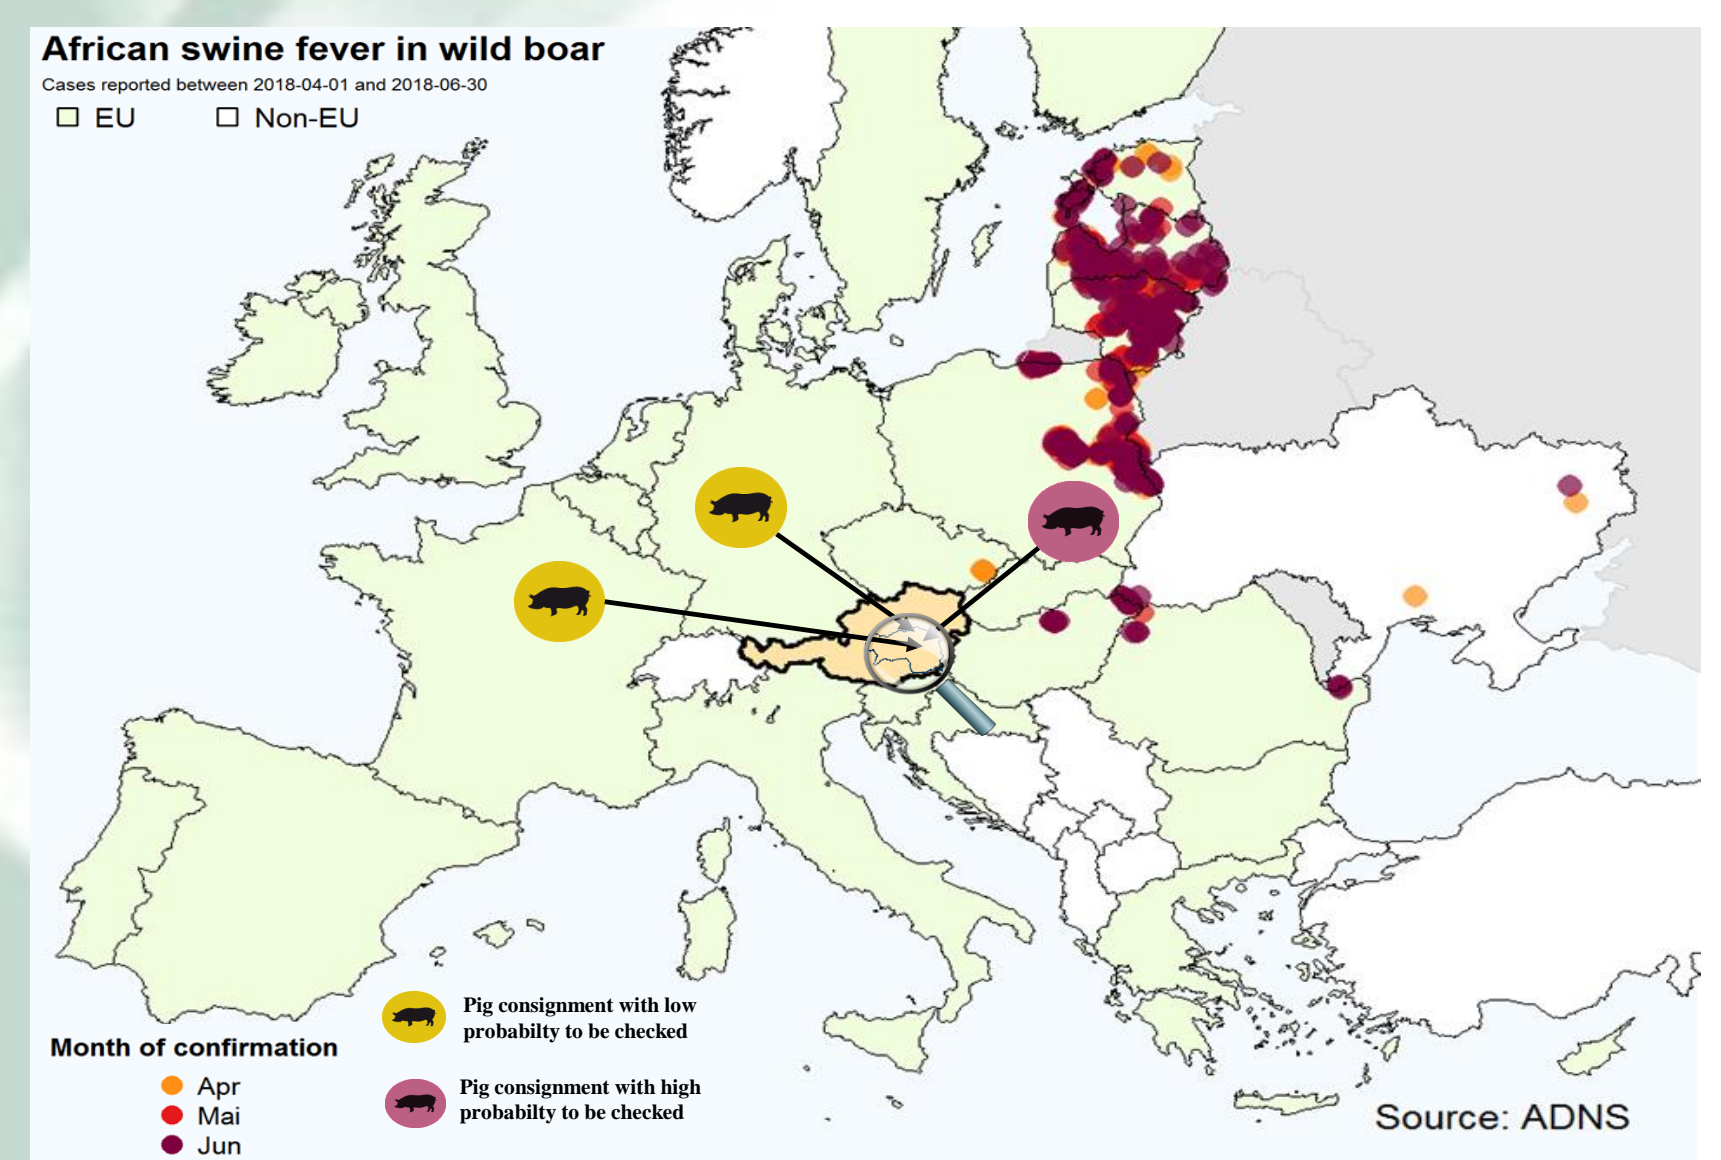 African swine fever in wild boar
Cases reported between 2018-04-01 and 2018-06-30
EU
Non-EU
Pig consignment with low
probabilty to be checked
Pig consignment with high
probabilty to be checked
Month of confirmation
Apr
Mai
Jun
Source: ADNS